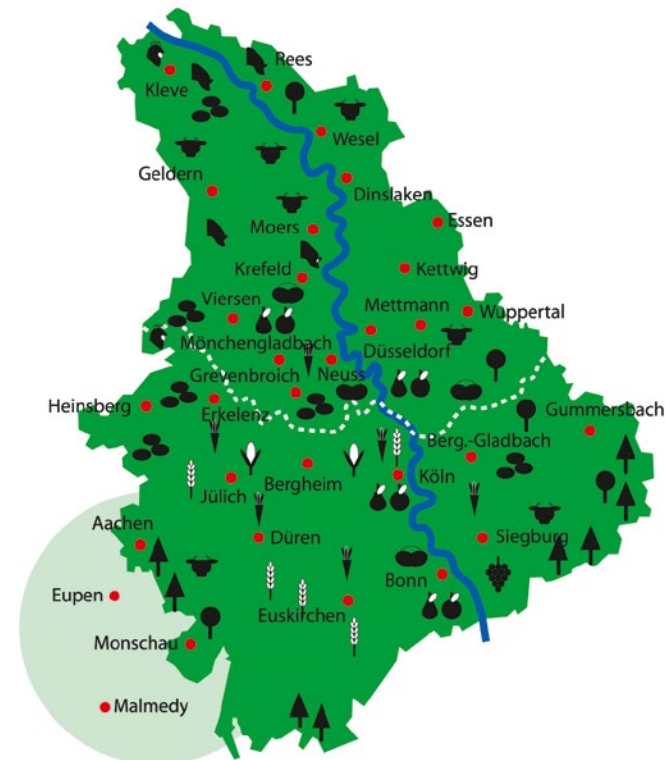 Rees
Kleve
Wesel
Geldern
Dinslaken
Essen
Moers
Krefeld
Kettwig
Viersen
Mettmann
Wuppertal
Mönchengladbach
Düsseldorf
Grevenbroich
Neuss
Heinsberg
Erkelenz
Gummersbach
Berg.-Gladbach
Jülich
Bergheim
Köln
Aachen
Düren
Siegburg
Bonn
Eupen
Euskirchen
Monschau
Malmedy